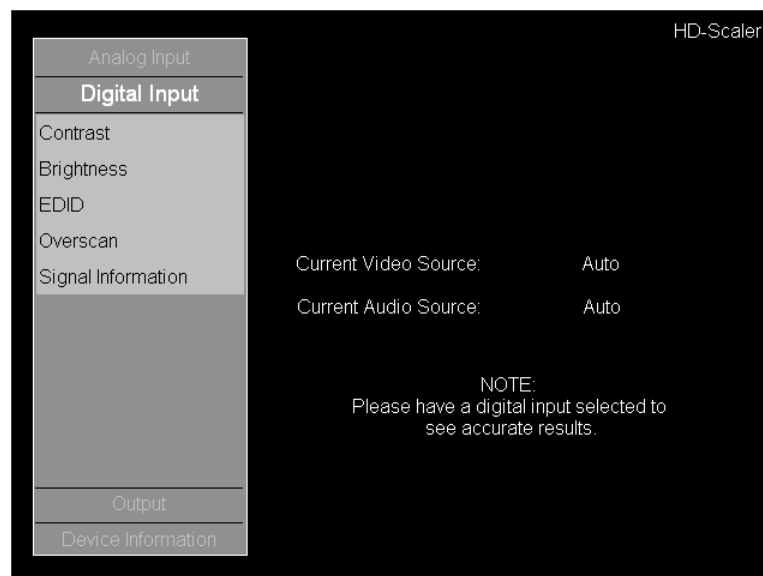 HD-Scaler
Analog Input
Digital Input
Contrast
Brightness
EDID
Overscan
Signal Information
Current Video Source: Auto
Current Audio Source: Auto
NOTE:
Please have a digital input selected to
see accurate results.
Output
Device Information